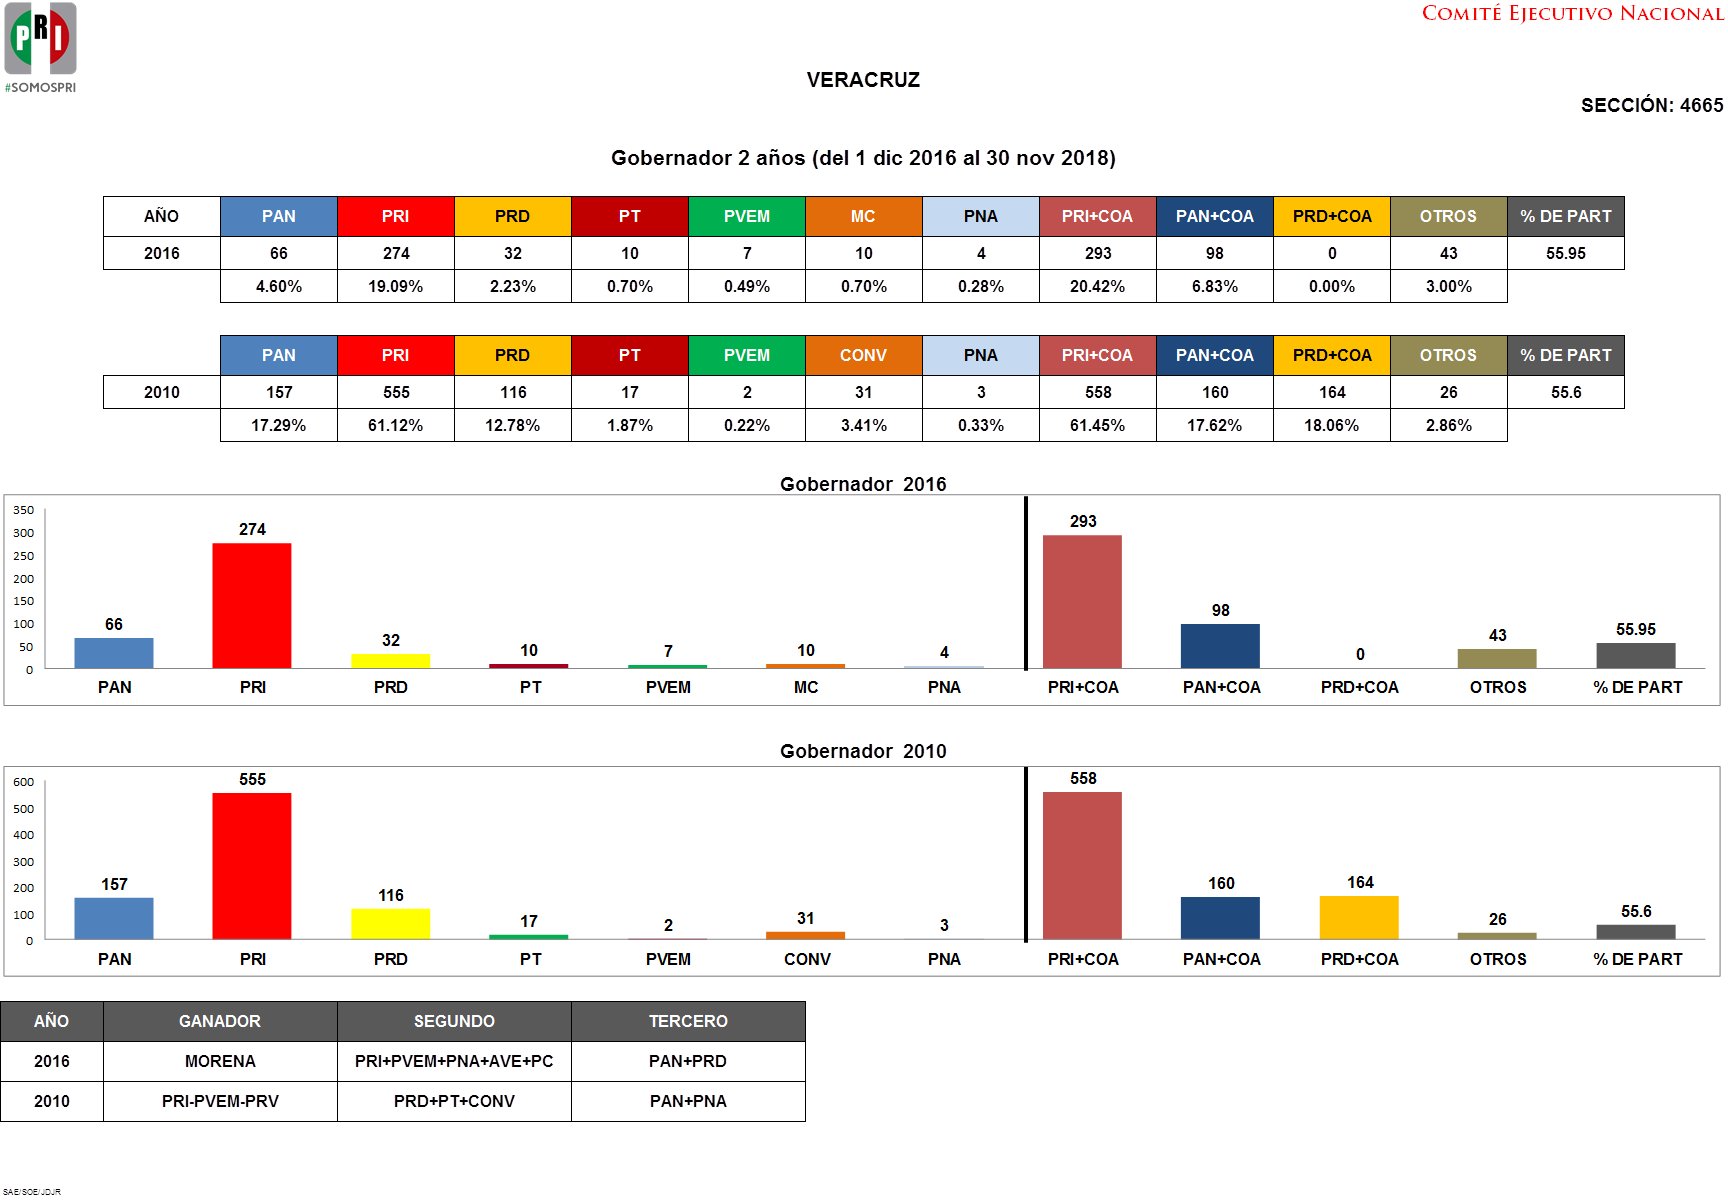 COMITÉ EJECUTIVO NACIONAL
PRI
#SOMOSPRI
VERACRUZ
SECCIÓN: 4665
Gobernador 2 años (del 1 dic 2016 al 30 nov 2018)
AÑO PAN PRI PRD PT PVEM MC PNA PRI+COA PAN+COA PRD+COA OTROS % DE PART
2016 66 274 32 10 7 10 4 293 98 0 43 55.95
4.60% 19.09% 2.23% 0.70% 0.49% 0.70% 0.28% 20.42% 6.83% 0.00% 3.00%
PAN PRI PRD PT PVEM CONV PNA PRI+COA PAN+COA PRD+COA OTROS % DE PART
2010 157 555 116 17 2 31 3 558 160 164 26 55.6
17.29% 61.12% 12.78% 1.87% 0.22% 3.41% 0.33% 61.45% 17.62% 18.06% 2.86%
Gobernador 2016
350
300
250
200
150
100
50
0
66 274 32 10 7 10 4 293 98 0 43 55.95
PAN PRI PRD PT PVEM MC PNA PRI+COA PAN+COA PRD+COA OTROS % DE PART
Gobernador 2010
600
500
400
300
200
100
0
157 555 116 17 2 31 3 558 160 164 26 55.6
PAN PRI PRD PT PVEM CONV PNA PRI+COA PAN+COA PRD+COA OTROS % DE PART
AÑO GANADOR SEGUNDO TERCERO
2016 MORENA PRI+PVEM+PNA+AVE+PC PAN+PRD
2010 PRI-PVEM-PRV PRD+PT+CONV PAN+PNA
SAE/SOE/JDJR